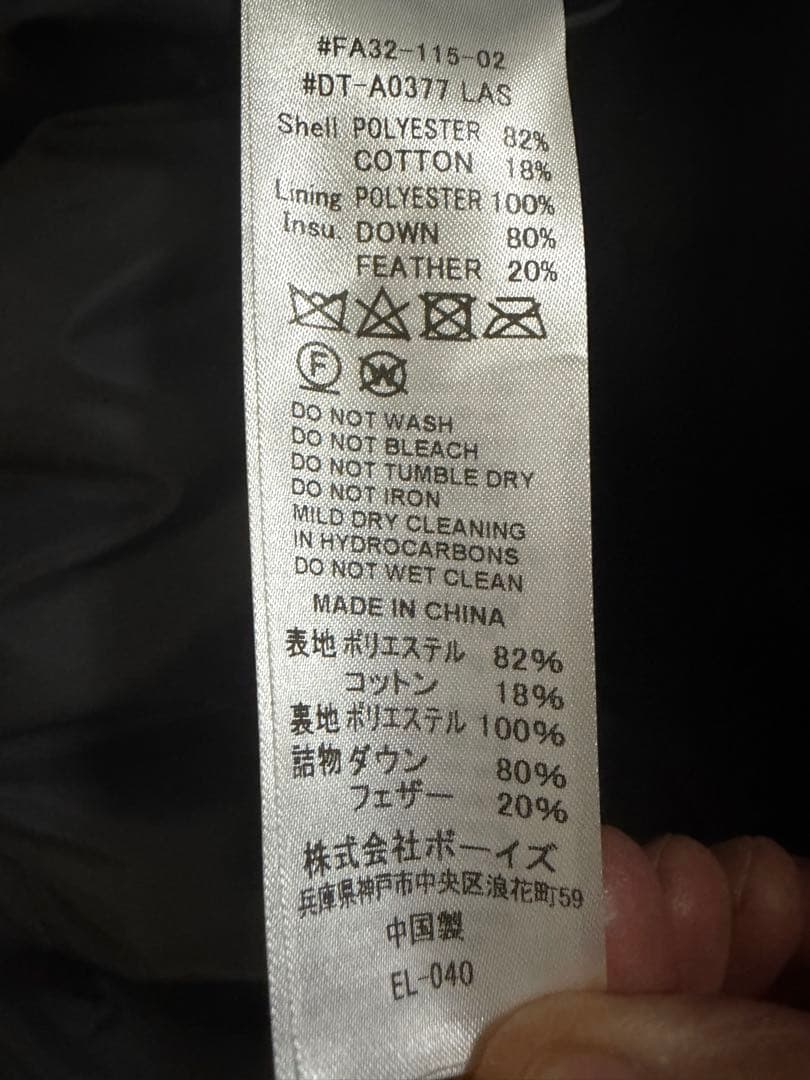 #FA32-115-02
#DT-A0377 LAS
Shell POLYESTER 82%
COTTON 18%
Lining POLYESTER 100%
Insu. DOWN 80%
FEATHER 20%
F W
DO NOT WASH
DO NOT BLEACH
DO NOT TUMBLE DRY
DO NOT IRON
MILD DRY CLEANING
IN HYDROCARBONS
DO NOT WET CLEAN
MADE IN CHINA
表地 ポリエステル 82%
コットン 18%
裏地 ポリエステル 100%
詰物 ダウン 80%
フェザー 20%
株式会社ボーイズ
兵庫県神戸市中央区浪花町59
中国製
EL-040